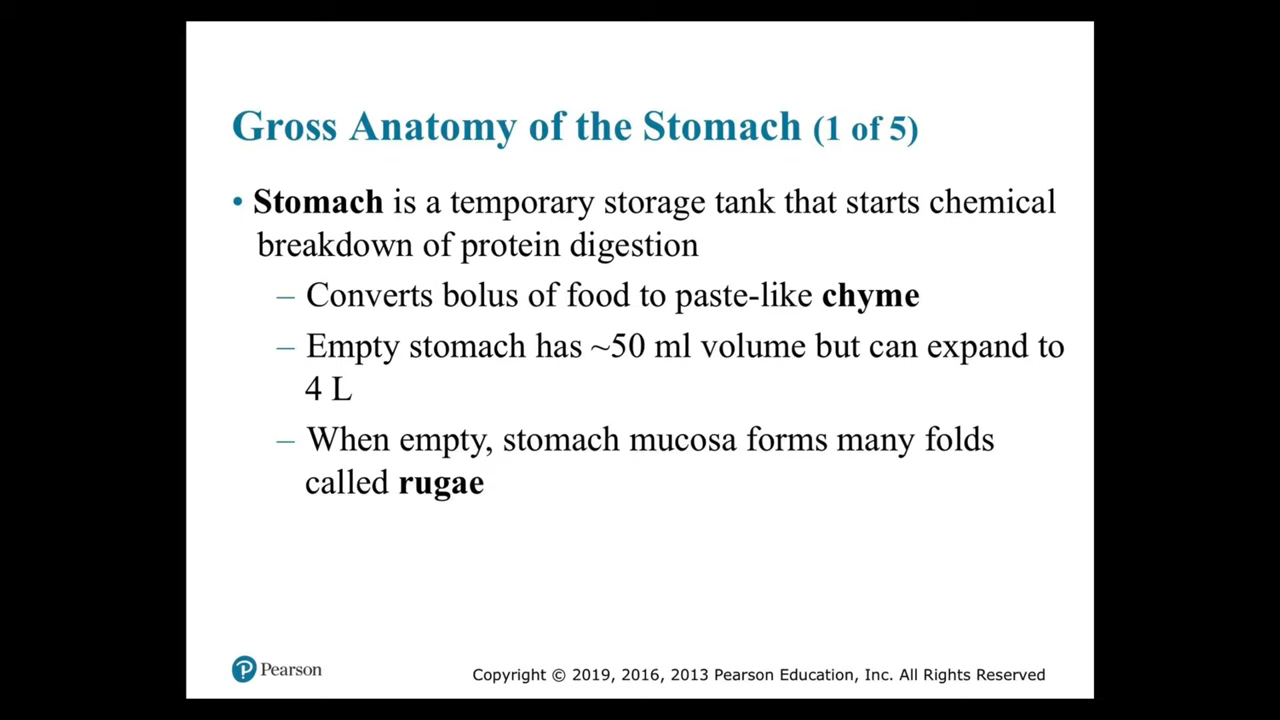 Gross Anatomy of the Stomach (1 of 5)
• Stomach is a temporary storage tank that starts chemical
breakdown of protein digestion
– Converts bolus of food to paste-like chyme
– Empty stomach has ~50 ml volume but can expand to
4 L
– When empty, stomach mucosa forms many folds
called rugae
P Pearson
Copyright © 2019, 2016, 2013 Pearson Education, Inc. All Rights Reserved